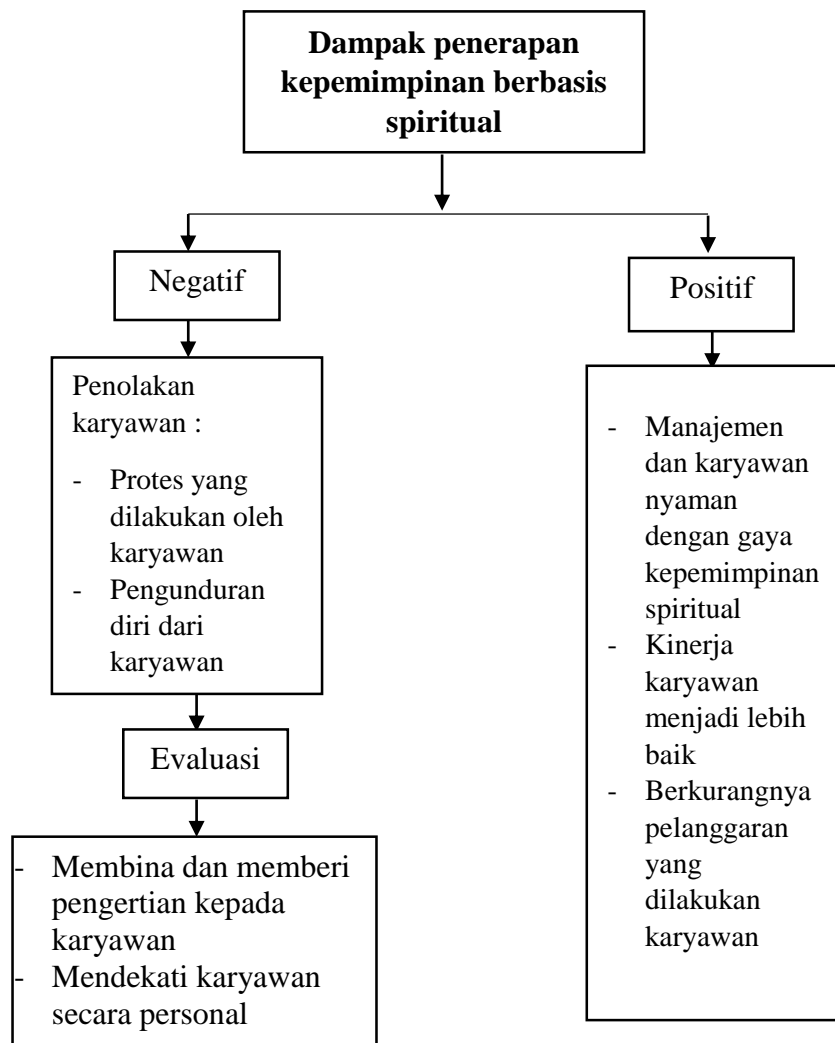 Dampak penerapan
kepemimpinan berbasis
spiritual
Negatif
Positif
Penolakan
karyawan :
- Protes yang
dilakukan oleh
karyawan
- Pengunduran
diri dari
karyawan
Evaluasi
- Membina dan memberi
pengertian kepada
karyawan
- Mendekati karyawan
secara personal
- Manajemen
dan karyawan
nyaman
dengan gaya
kepemimpinan
spiritual
- Kinerja
karyawan
menjadi lebih
baik
- Berkurangnya
pelanggaran
yang
dilakukan
karyawan